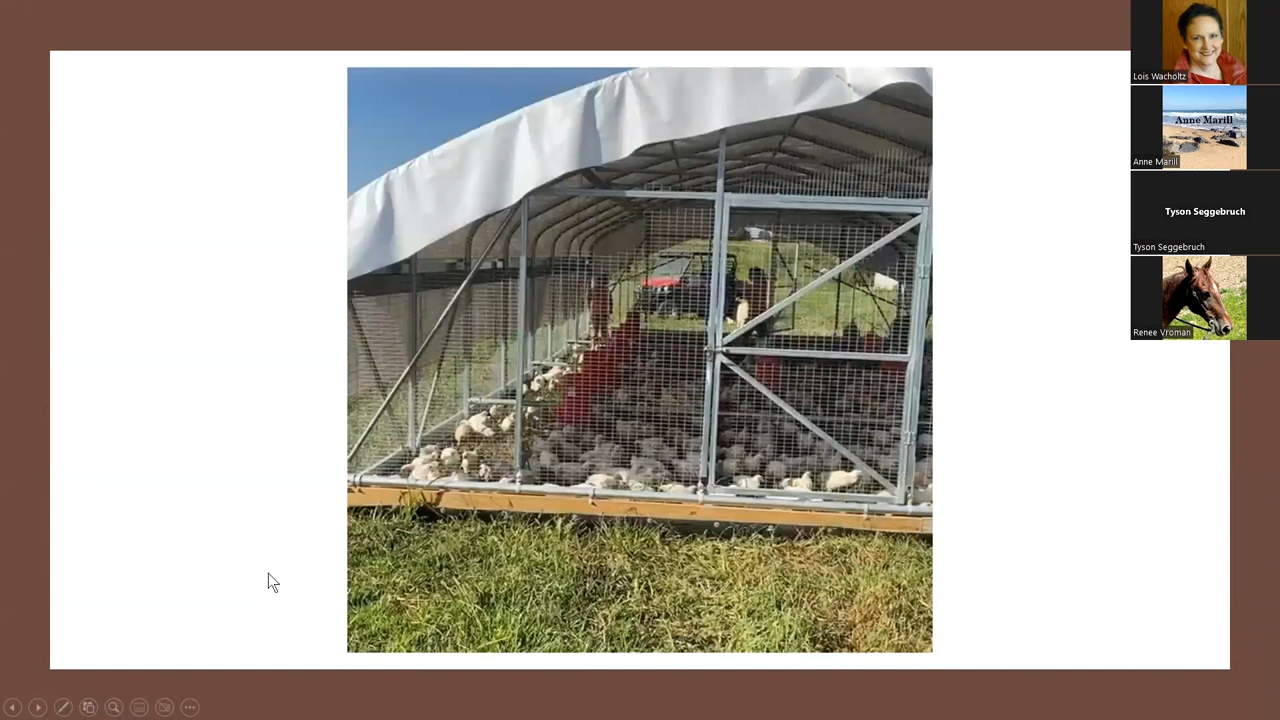 Lois Wacholtz
Anne Marill
Anne Marill
Tyson Seggebruch
Tyson Seggebruch
Renee Vroman